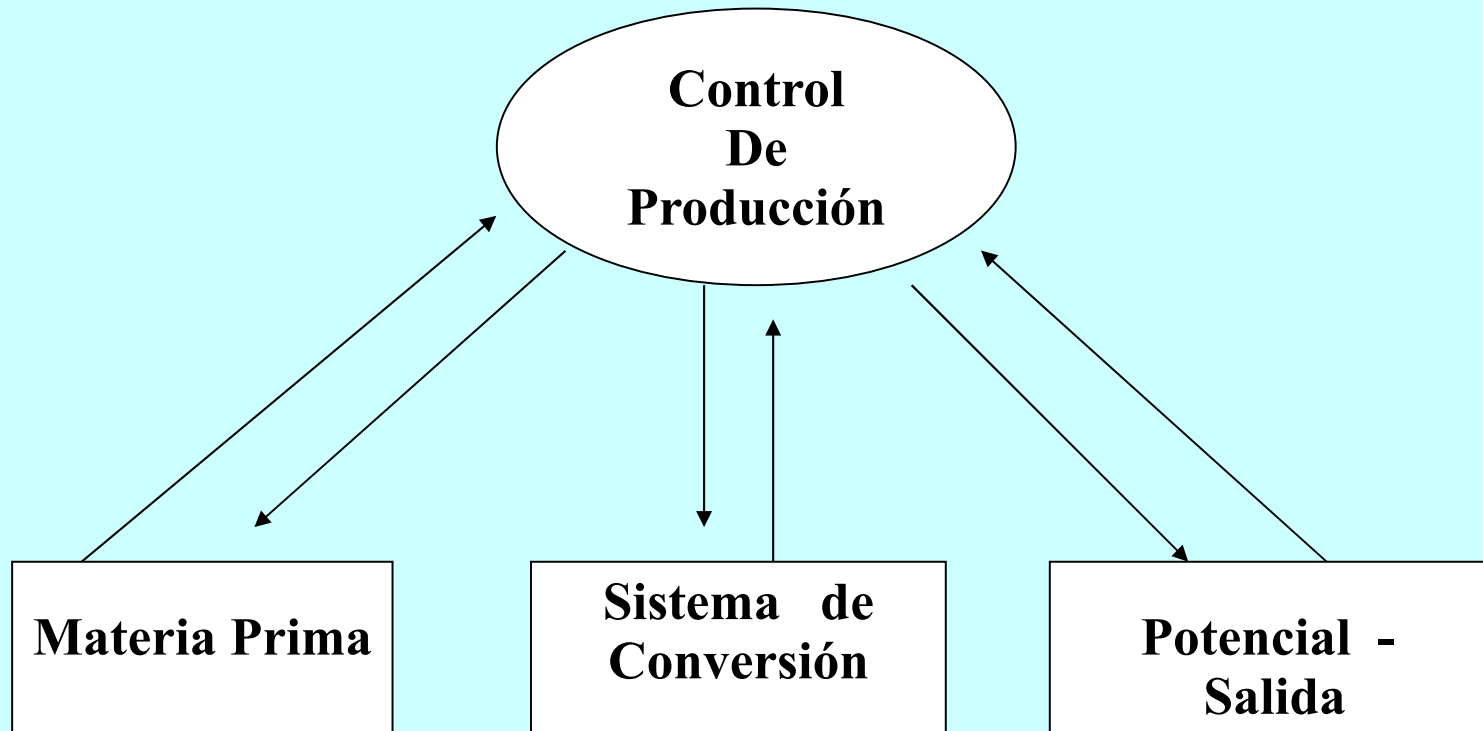 Control
De
Producción
Materia Prima
Sistema de
Conversión
Potencial -
Salida